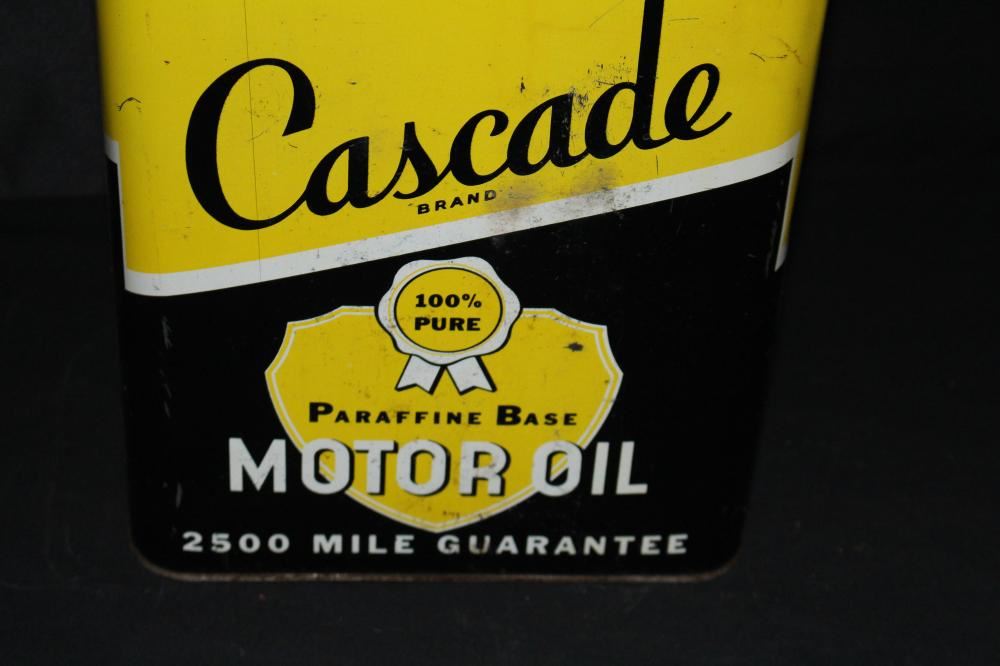 Cascade
BRAND
100%
PURE
PARAFFINE BASE
MOTOR OIL
2500 MILE GUARANTEE